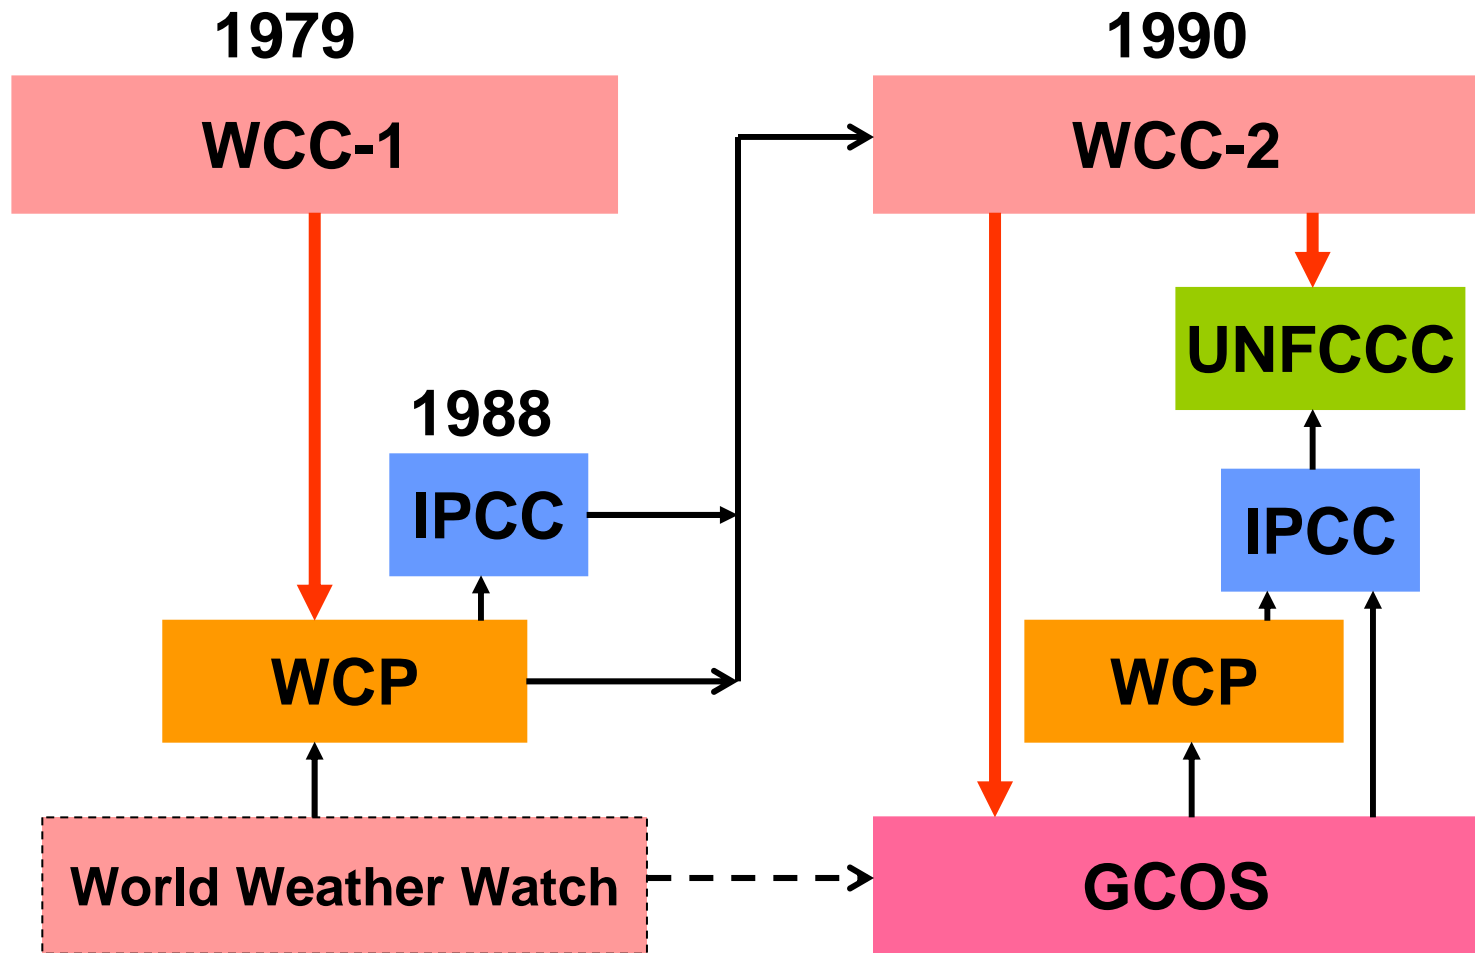 1979
1990
WCC-1
WCC-2
UNFCCC
1988
IPCC
IPCC
WCP
WCP
World Weather Watch
GCOS